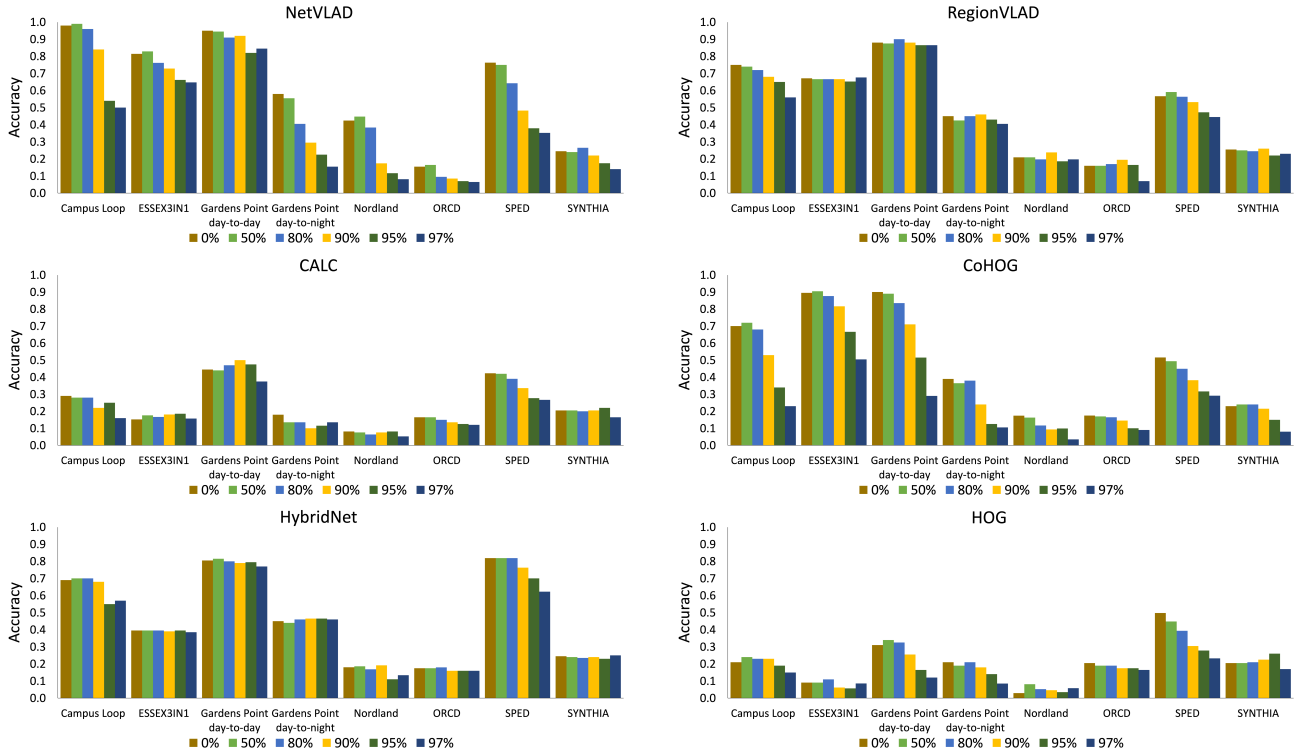 NetVLAD
1.0
0.9
0.8
0.7
0.6
0.5
0.4
0.3
0.2
0.1
0.0
Accuracy
Campus Loop ESSEX3IN1 Gardens Point Gardens Point Nordland ORCD SPED SYNTHIA
day-to-day day-to-night
0% 50% 80% 90% 95% 97%
RegionVLAD
1.0
0.9
0.8
0.7
0.6
0.5
0.4
0.3
0.2
0.1
0.0
Accuracy
Campus Loop ESSEX3IN1 Gardens Point Gardens Point Nordland ORCD SPED SYNTHIA
day-to-day day-to-night
0% 50% 80% 90% 95% 97%
CALC
1.0
0.9
0.8
0.7
0.6
0.5
0.4
0.3
0.2
0.1
0.0
Accuracy
Campus Loop ESSEX3IN1 Gardens Point Gardens Point Nordland ORCD SPED SYNTHIA
day-to-day day-to-night
0% 50% 80% 90% 95% 97%
CoHOG
1.0
0.9
0.8
0.7
0.6
0.5
0.4
0.3
0.2
0.1
0.0
Accuracy
Campus Loop ESSEX3IN1 Gardens Point Gardens Point Nordland ORCD SPED SYNTHIA
day-to-day day-to-night
0% 50% 80% 90% 95% 97%
HybridNet
1.0
0.9
0.8
0.7
0.6
0.5
0.4
0.3
0.2
0.1
0.0
Accuracy
Campus Loop ESSEX3IN1 Gardens Point Gardens Point Nordland ORCD SPED SYNTHIA
day-to-day day-to-night
0% 50% 80% 90% 95% 97%
HOG
1.0
0.9
0.8
0.7
0.6
0.5
0.4
0.3
0.2
0.1
0.0
Accuracy
Campus Loop ESSEX3IN1 Gardens Point Gardens Point Nordland ORCD SPED SYNTHIA
day-to-day day-to-night
0% 50% 80% 90% 95% 97%